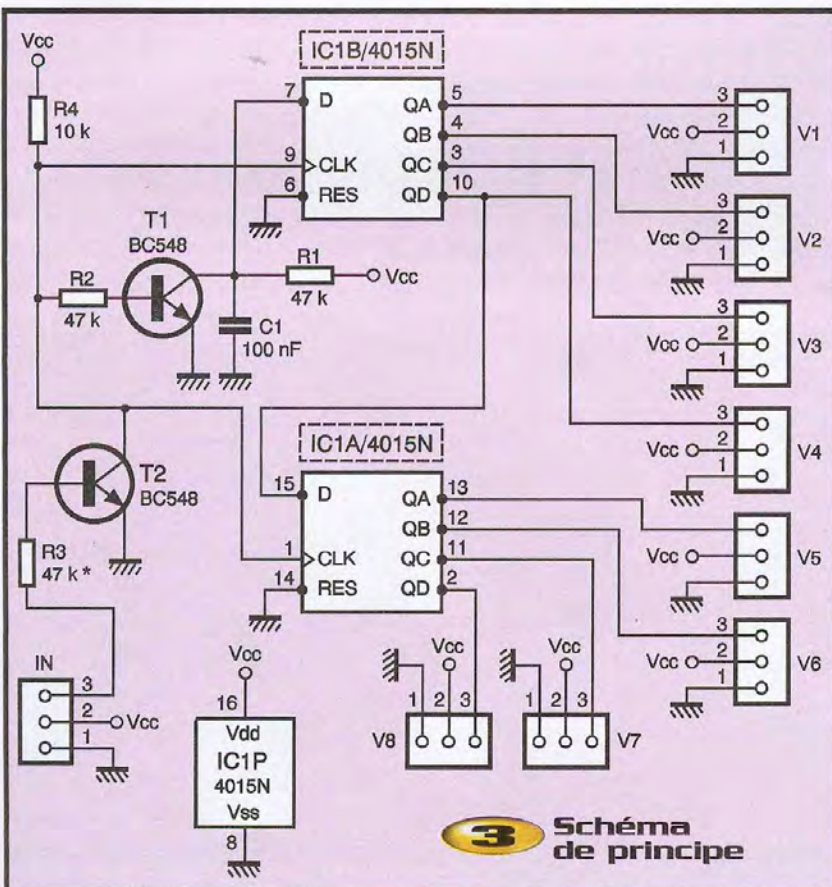 Vcc
R4
10 k
IC1B/4015N
7 D QA 5
QB 4
9 CLK QC 3
6 RES QD 10
T1
BC548
R2
47 k
R1
47 k
Vcc
C1
100 nF
3
Vcc 2 V1
1
3
Vcc 2 V2
1
3
Vcc 2 V3
1
3
Vcc 2 V4
1
Vcc V5
3
Vcc 2 V6
1
T2
BC548
R3
47 k *
IC1A/4015N
15 D QA 13
QB 12
1 CLK QC 11
14 RES QD 2
IN
3
2 Vcc
1
Vcc
16
Vdd
IC1P
4015N
Vss
8
Vcc
1 2 3
V8
Vcc
1 2 3
V7
3 Schéma
de principe